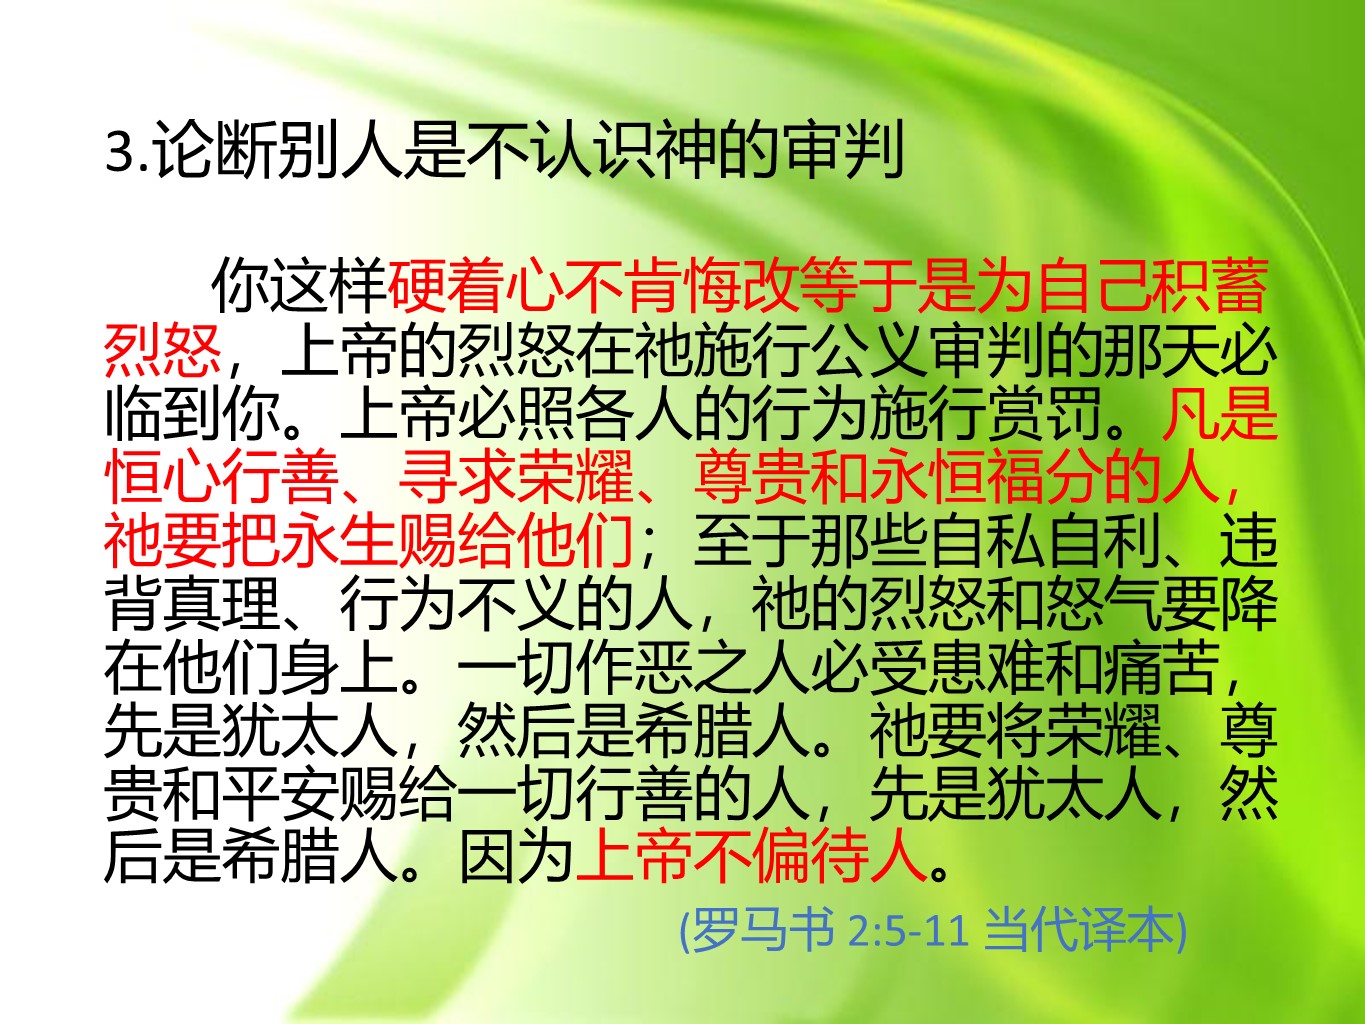 3.论断别人是不认识神的审判
你这样硬着心不肯悔改等于是为自己积蓄
烈怒，上帝的烈怒在祂施行公义审判的那天必
临到你。上帝必照各人的行为施行赏罚。凡是
恒心行善、寻求荣耀、尊贵和永恒福分的人，
祂要把永生赐给他们；至于那些自私自利、违
背真理、行为不义的人，祂的烈怒和怒气要降
在他们身上。一切作恶之人必受患难和痛苦，
先是犹太人，然后是希腊人。祂要将荣耀、尊
贵和平安赐给一切行善的人，先是犹太人，然
后是希腊人。因为上帝不偏待人。
(罗马书 2:5-11 当代译本)